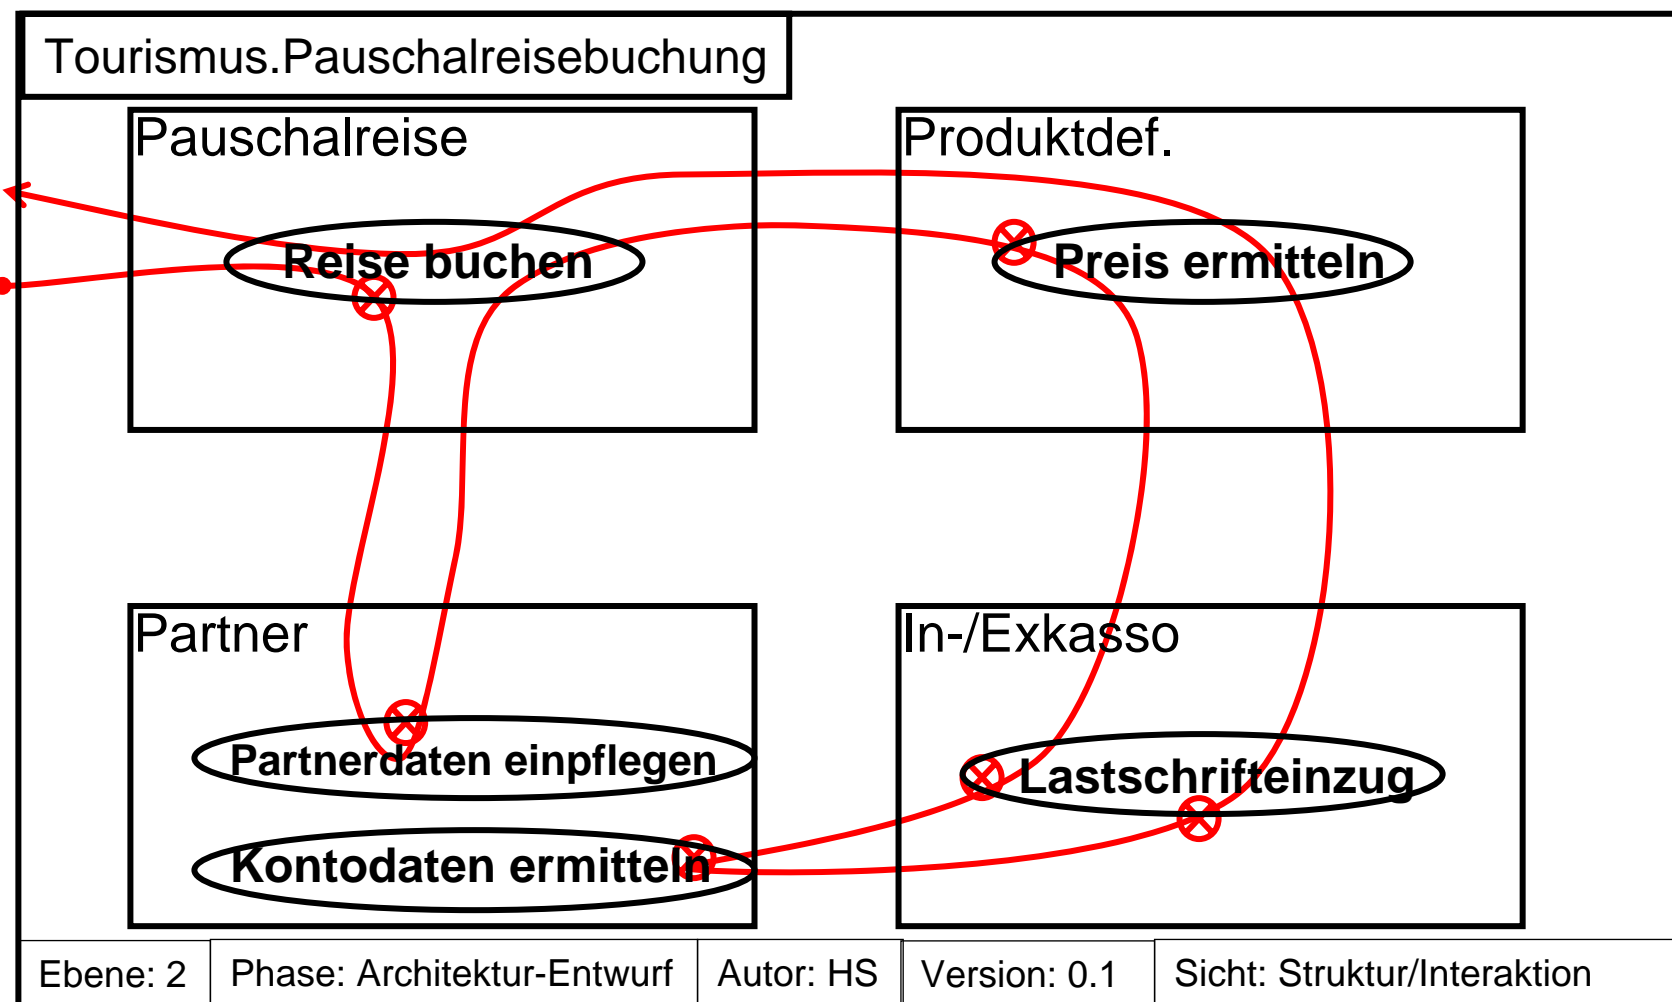 Tourismus.Pauschalreisebuchung
Pauschalreise
Produktdef.
Reise buchen
Preis ermitteln
Partner
In-/Exkasso
Partnerdaten einpflegen
Lastschrifteinzug
Kontodaten ermitteln
Ebene: 2
Phase: Architektur-Entwurf
Autor: HS
Version: 0.1
Sicht: Struktur/Interaktion